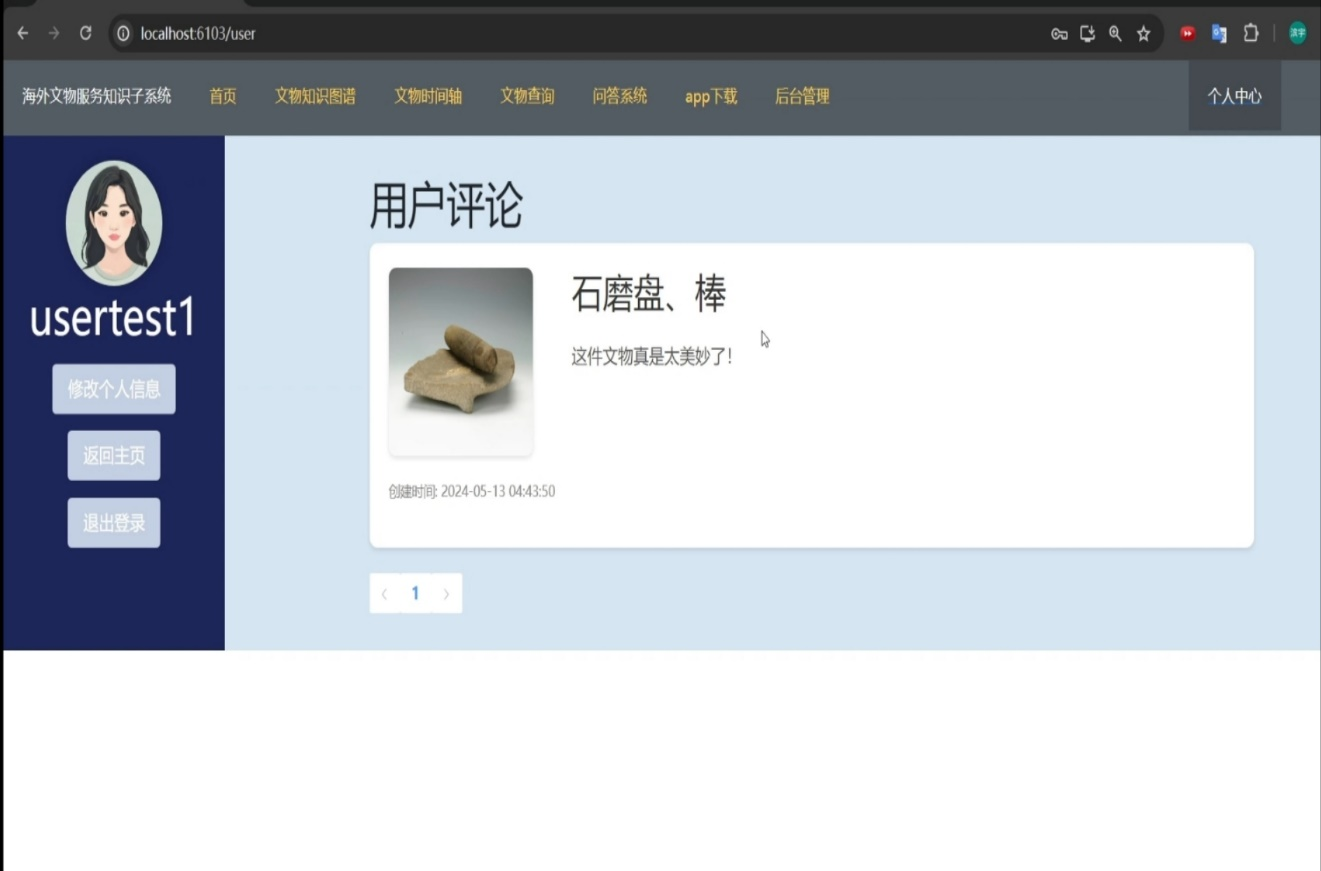 localhost:6103/user
海外文物服务知识子系统 首页 文物知识图谱 文物时间轴 文物查询 问答系统 app下载 后台管理 个人中心
usertest1
修改个人信息
返回主页
退出登录
用户评论
石磨盘、棒
这件文物真是太美妙了！
创建时间: 2024-05-13 04:43:50
1